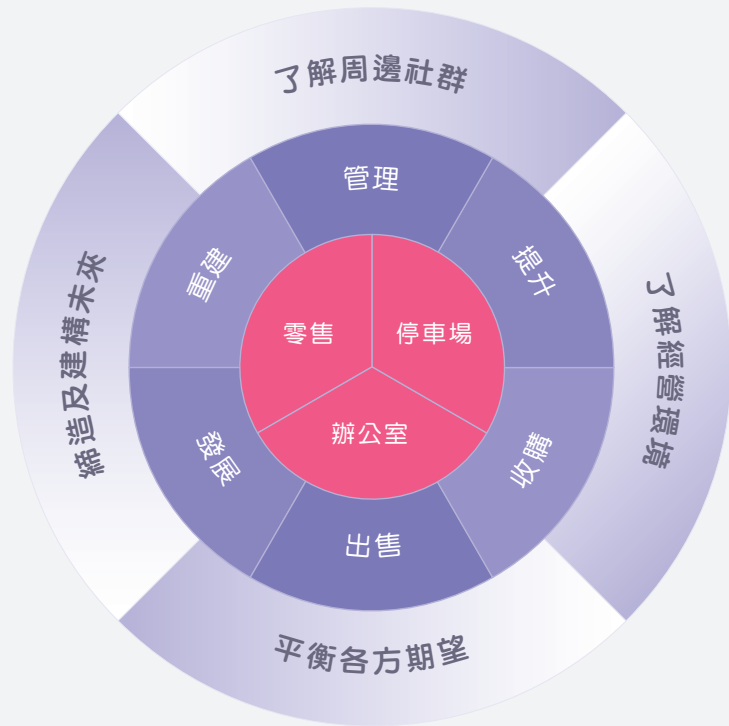 了解周邊社群
管理
重建
提升
零售
停車場
辦公室
發展
收購
出售
締造及建構未來
了解經營環境
平衡各方期望